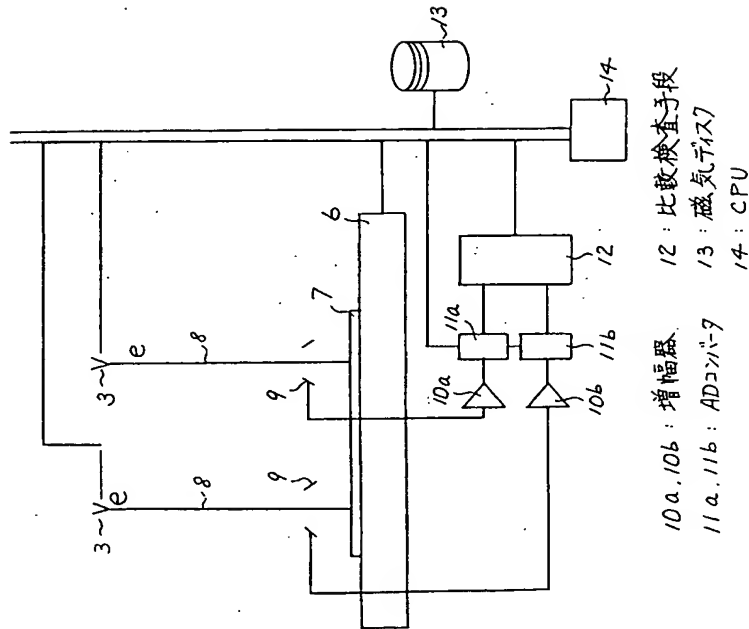 13
14
6
7
12
11a
11b
10a
10b
3
e
8
9
3
e
8
9
10a.10b : 増幅器
11a.11b : ADコンバータ
12 : 比較検査手段
13 : 磁気ディスク
14 : CPU